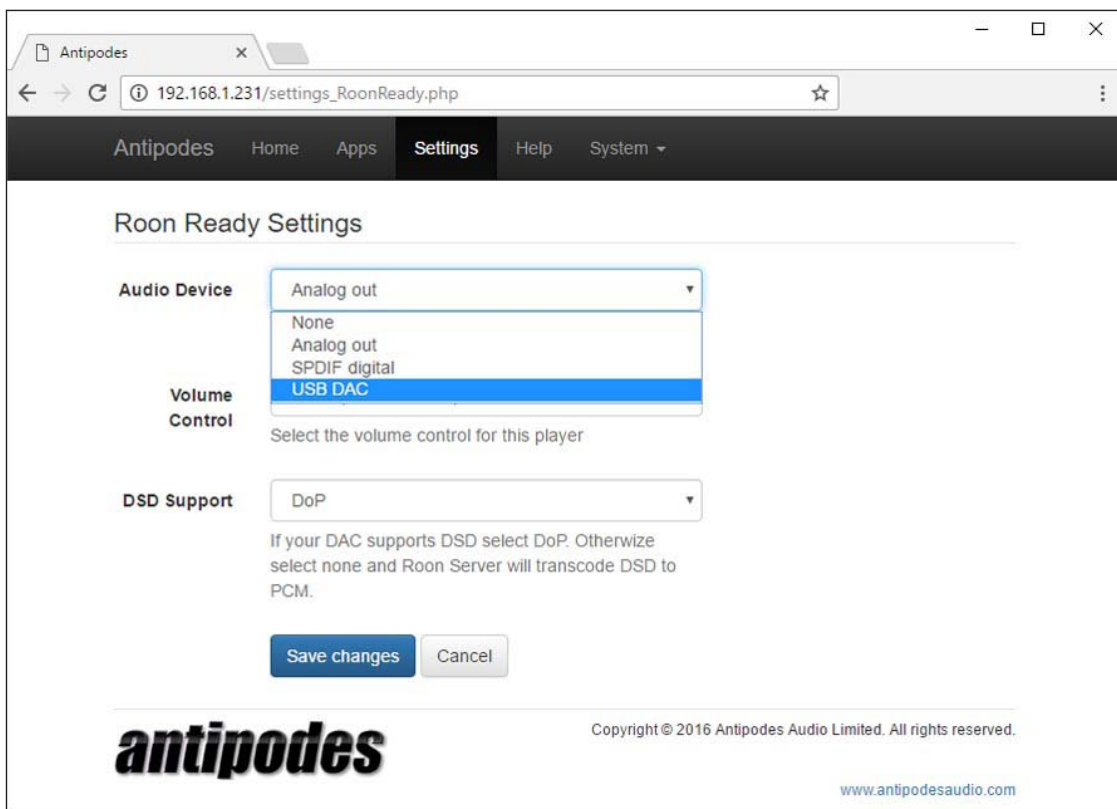 Antipodes
192.168.1.231/settings_RoonReady.php
Antipodes Home Apps Settings Help System
Roon Ready Settings
Audio Device
Analog out
None
Analog out
SPDIF digital
USB DAC
Volume
Control
Select the volume control for this player
DSD Support
DoP
If your DAC supports DSD select DoP. Otherwize
select none and Roon Server will transcode DSD to
PCM.
Save changes Cancel
antipodes
Copyright © 2016 Antipodes Audio Limited. All rights reserved.
www.antipodesaudio.com